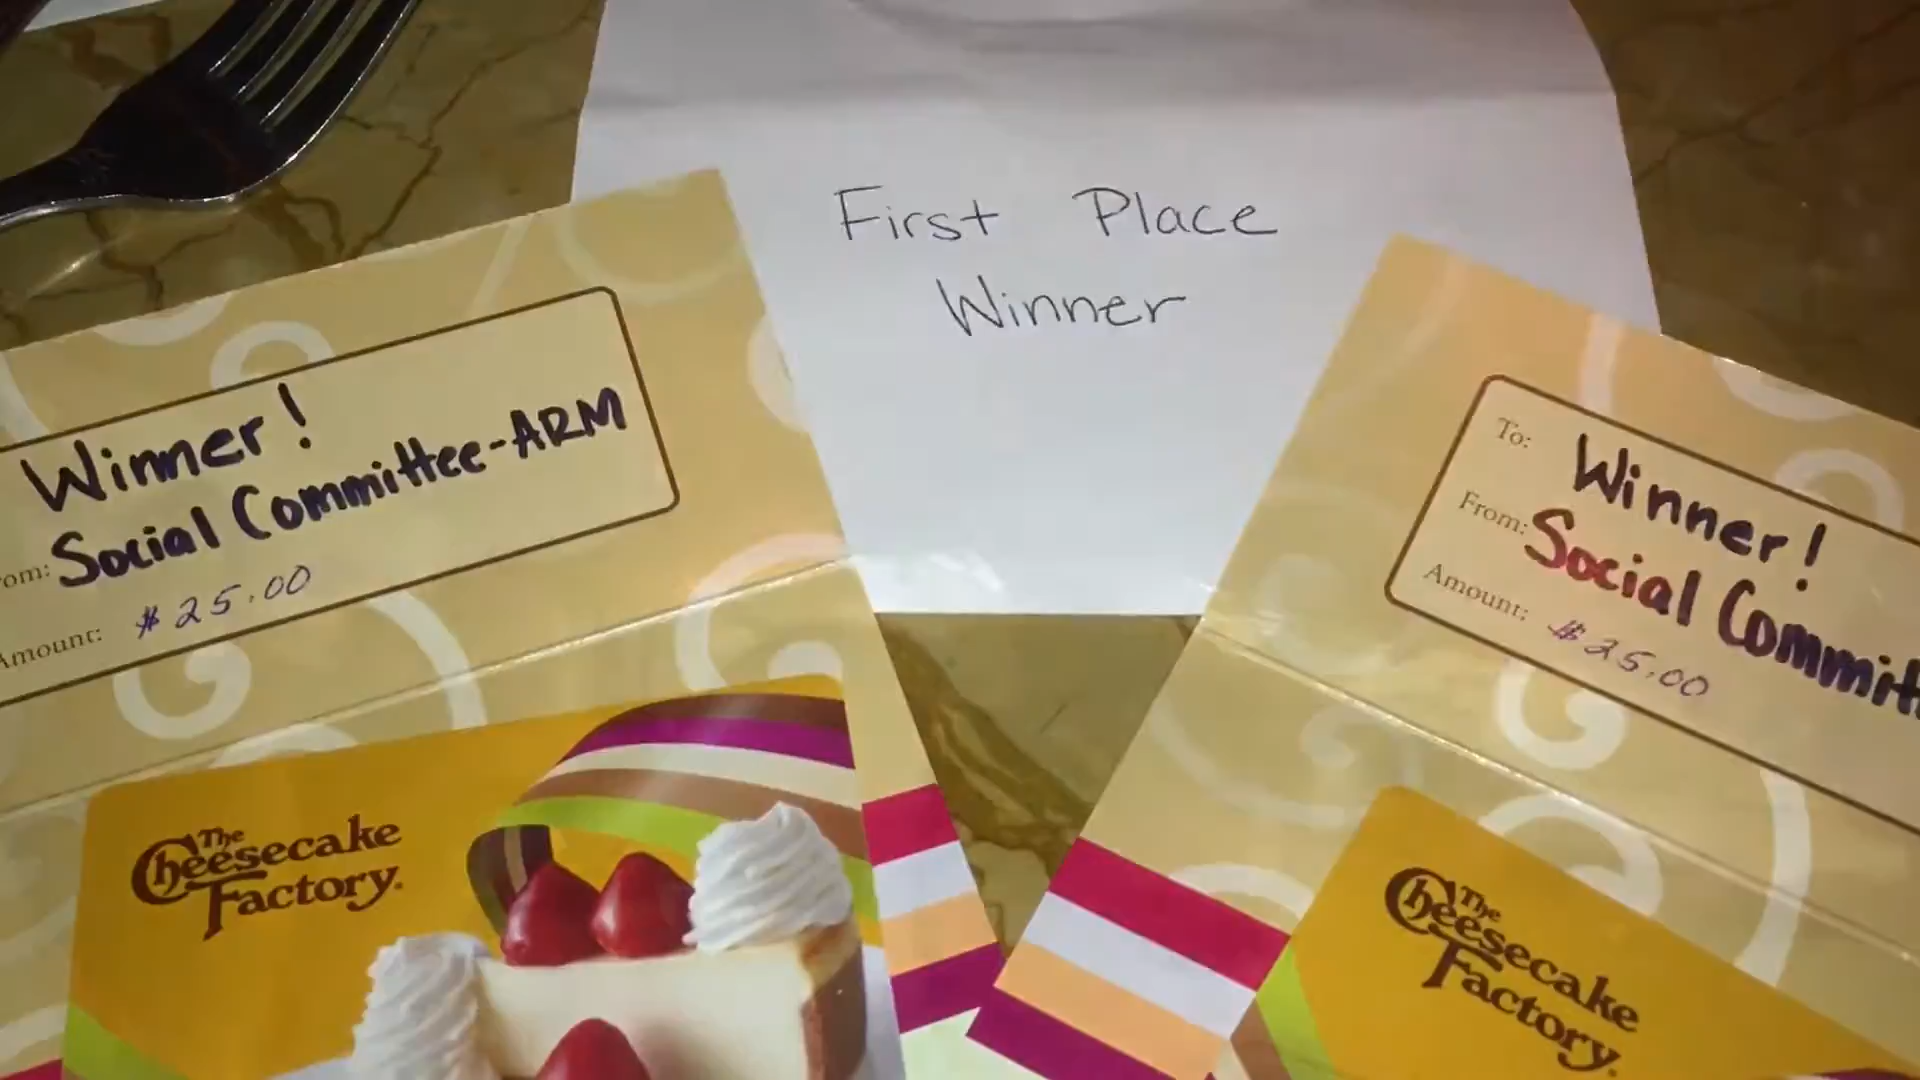 First Place
Winner
Winner!
om: Social Committee-ARM
Amount: $25.00
The
Cheesecake
Factory
To: Winner!
From: Social Committ
Amount: $25.00
The
Cheesecake
Factory